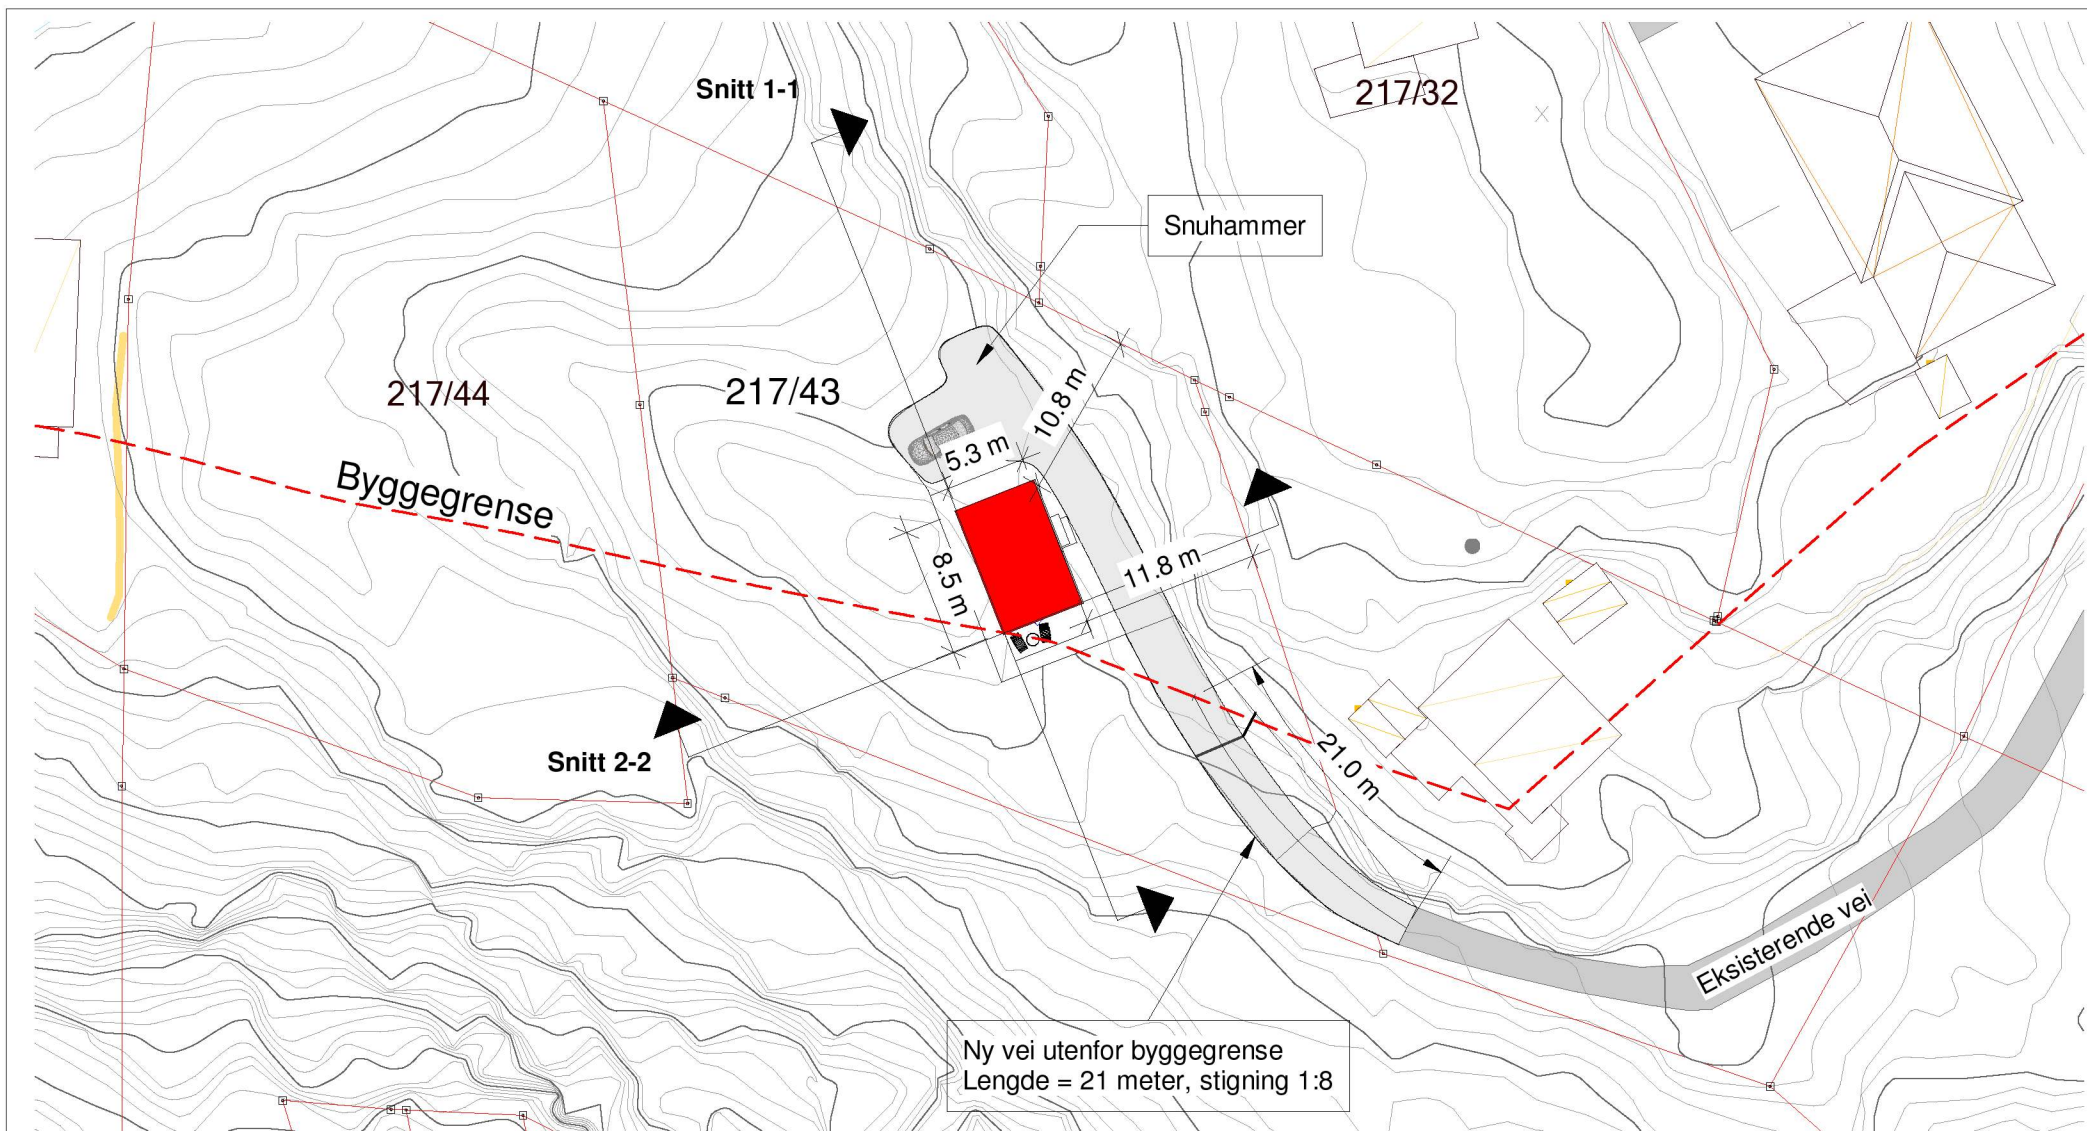 Snitt 1-1
217/32
Snuhammer
217/44
217/43
10.8 m
5.3 m
Byggegrense
8.5 m
11.8 m
Snitt 2-2
21.0 m
Eksisterende vei
Ny vei utenfor byggegrense
Lengde = 21 meter, stigning 1:8